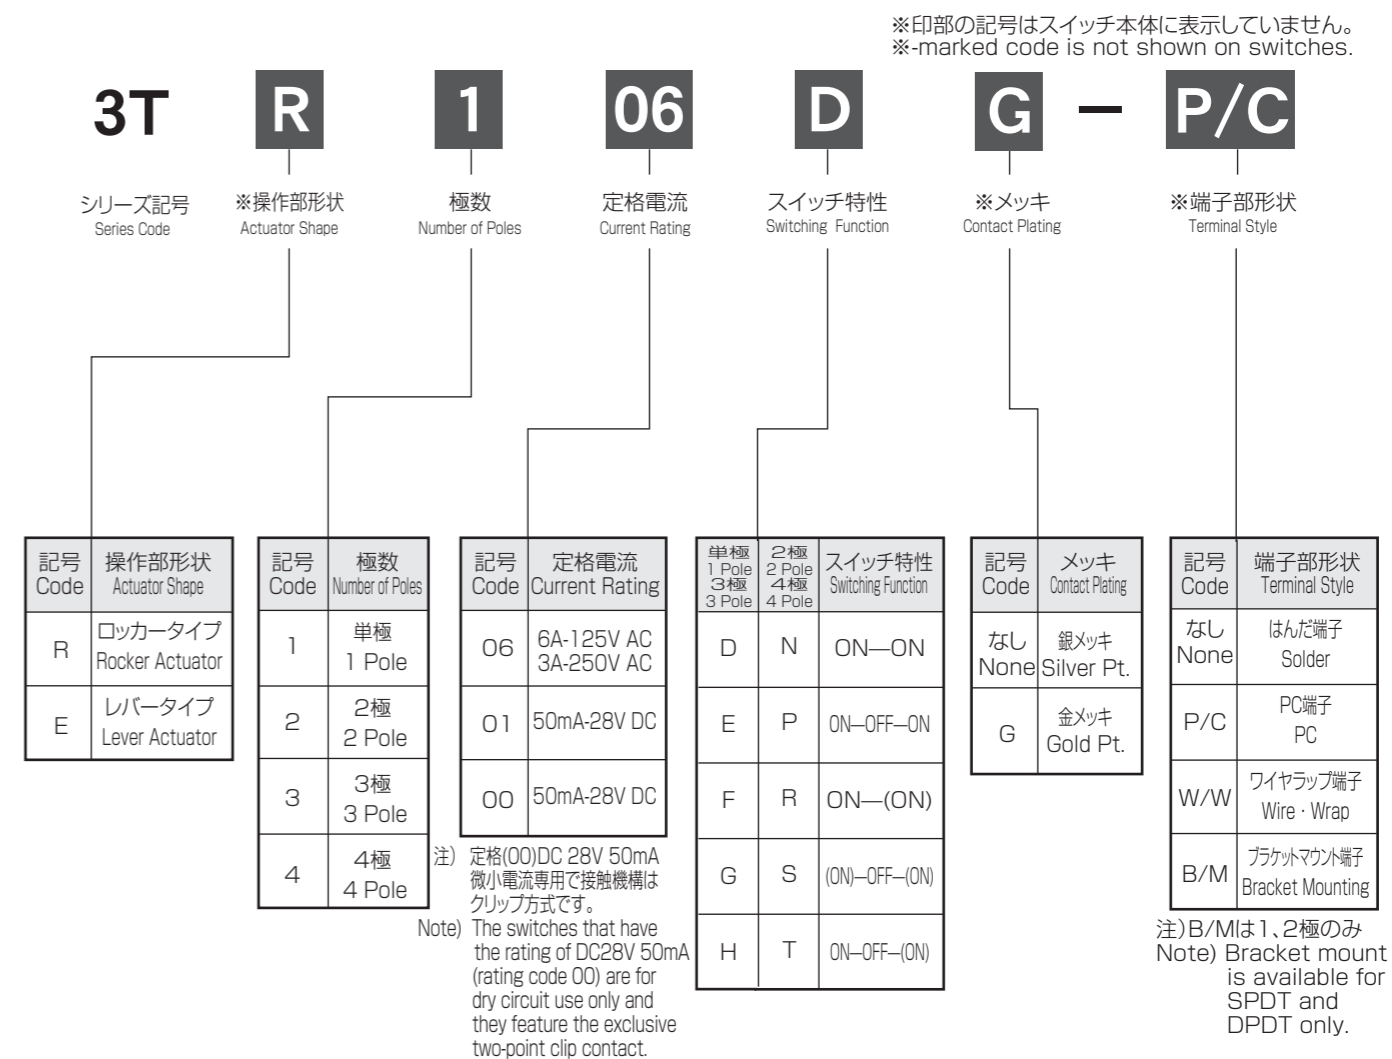 ※印部の記号はスイッチ本体に表示していません。
※-marked code is not shown on switches.
3T R 1 06 D G – P/C
シリーズ記号
Series Code
※操作部形状
Actuator Shape
極数
Number of Poles
定格電流
Current Rating
スイッチ特性
Switching Function
※メッキ
Contact Plating
※端子部形状
Terminal Style
記号 操作部形状
Code Actuator Shape
R ロッカータイプ
Rocker Actuator
E レバータイプ
Lever Actuator
記号 極数
Code Number of Poles
1 単極
1 Pole
2 2極
2 Pole
3 3極
3 Pole
4 4極
4 Pole
記号 定格電流
Code Current Rating
06 6A-125V AC
3A-250V AC
01 50mA-28V DC
00 50mA-28V DC
注) 定格(00)DC 28V 50mA
微小電流専用で接触機構は
クリップ方式です。
Note) The switches that have
the rating of DC28V 50mA
(rating code 00) are for
dry circuit use only and
they feature the exclusive
two-point clip contact.
単極 2極 スイッチ特性
1 Pole 2 Pole Switching Function
3極 4極
3 Pole 4 Pole
D N ON—ON
E P ON—OFF—ON
F R ON—(ON)
G S (ON)—OFF—(ON)
H T ON—OFF—(ON)
記号 メッキ
Code Contact Plating
なし 銀メッキ
None Silver Pt.
G 金メッキ
Gold Pt.
記号 端子部形状
Code Terminal Style
なし はんだ端子
None Solder
P/C PC端子
PC
W/W ワイヤラップ端子
Wire・Wrap
B/M ブラケットマウント端子
Bracket Mounting
注)B/Mは1、2極のみ
Note) Bracket mount
is available for
SPDT and
DPDT only.